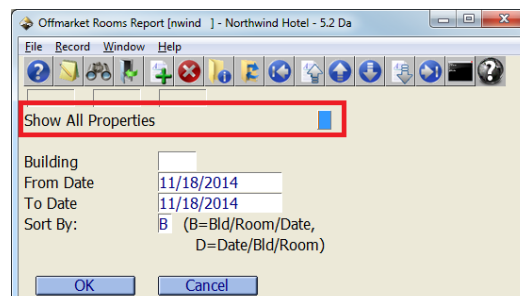 Offmarket Rooms Report [nwind ] - Northwind Hotel - 5.2 Da
File Record Window Help
Show All Properties
Building
From Date 11/18/2014
To Date 11/18/2014
Sort By: B (B=Bld/Room/Date,
D=Date/Bld/Room)
OK Cancel